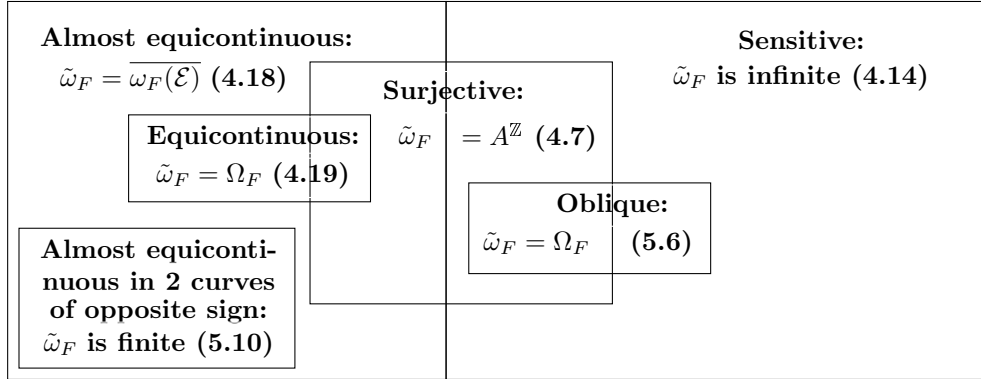 Almost equicontinuous:
ω̃_F = \overline{ω_F(ℰ)} (4.18)
Sensitive:
ω̃_F is infinite (4.14)
Surjective:
ω̃_F = A^ℤ (4.7)
Equicontinuous:
ω̃_F = Ω_F (4.19)
Oblique:
ω̃_F = Ω_F (5.6)
Almost equiconti-
nuous in 2 curves
of opposite sign:
ω̃_F is finite (5.10)